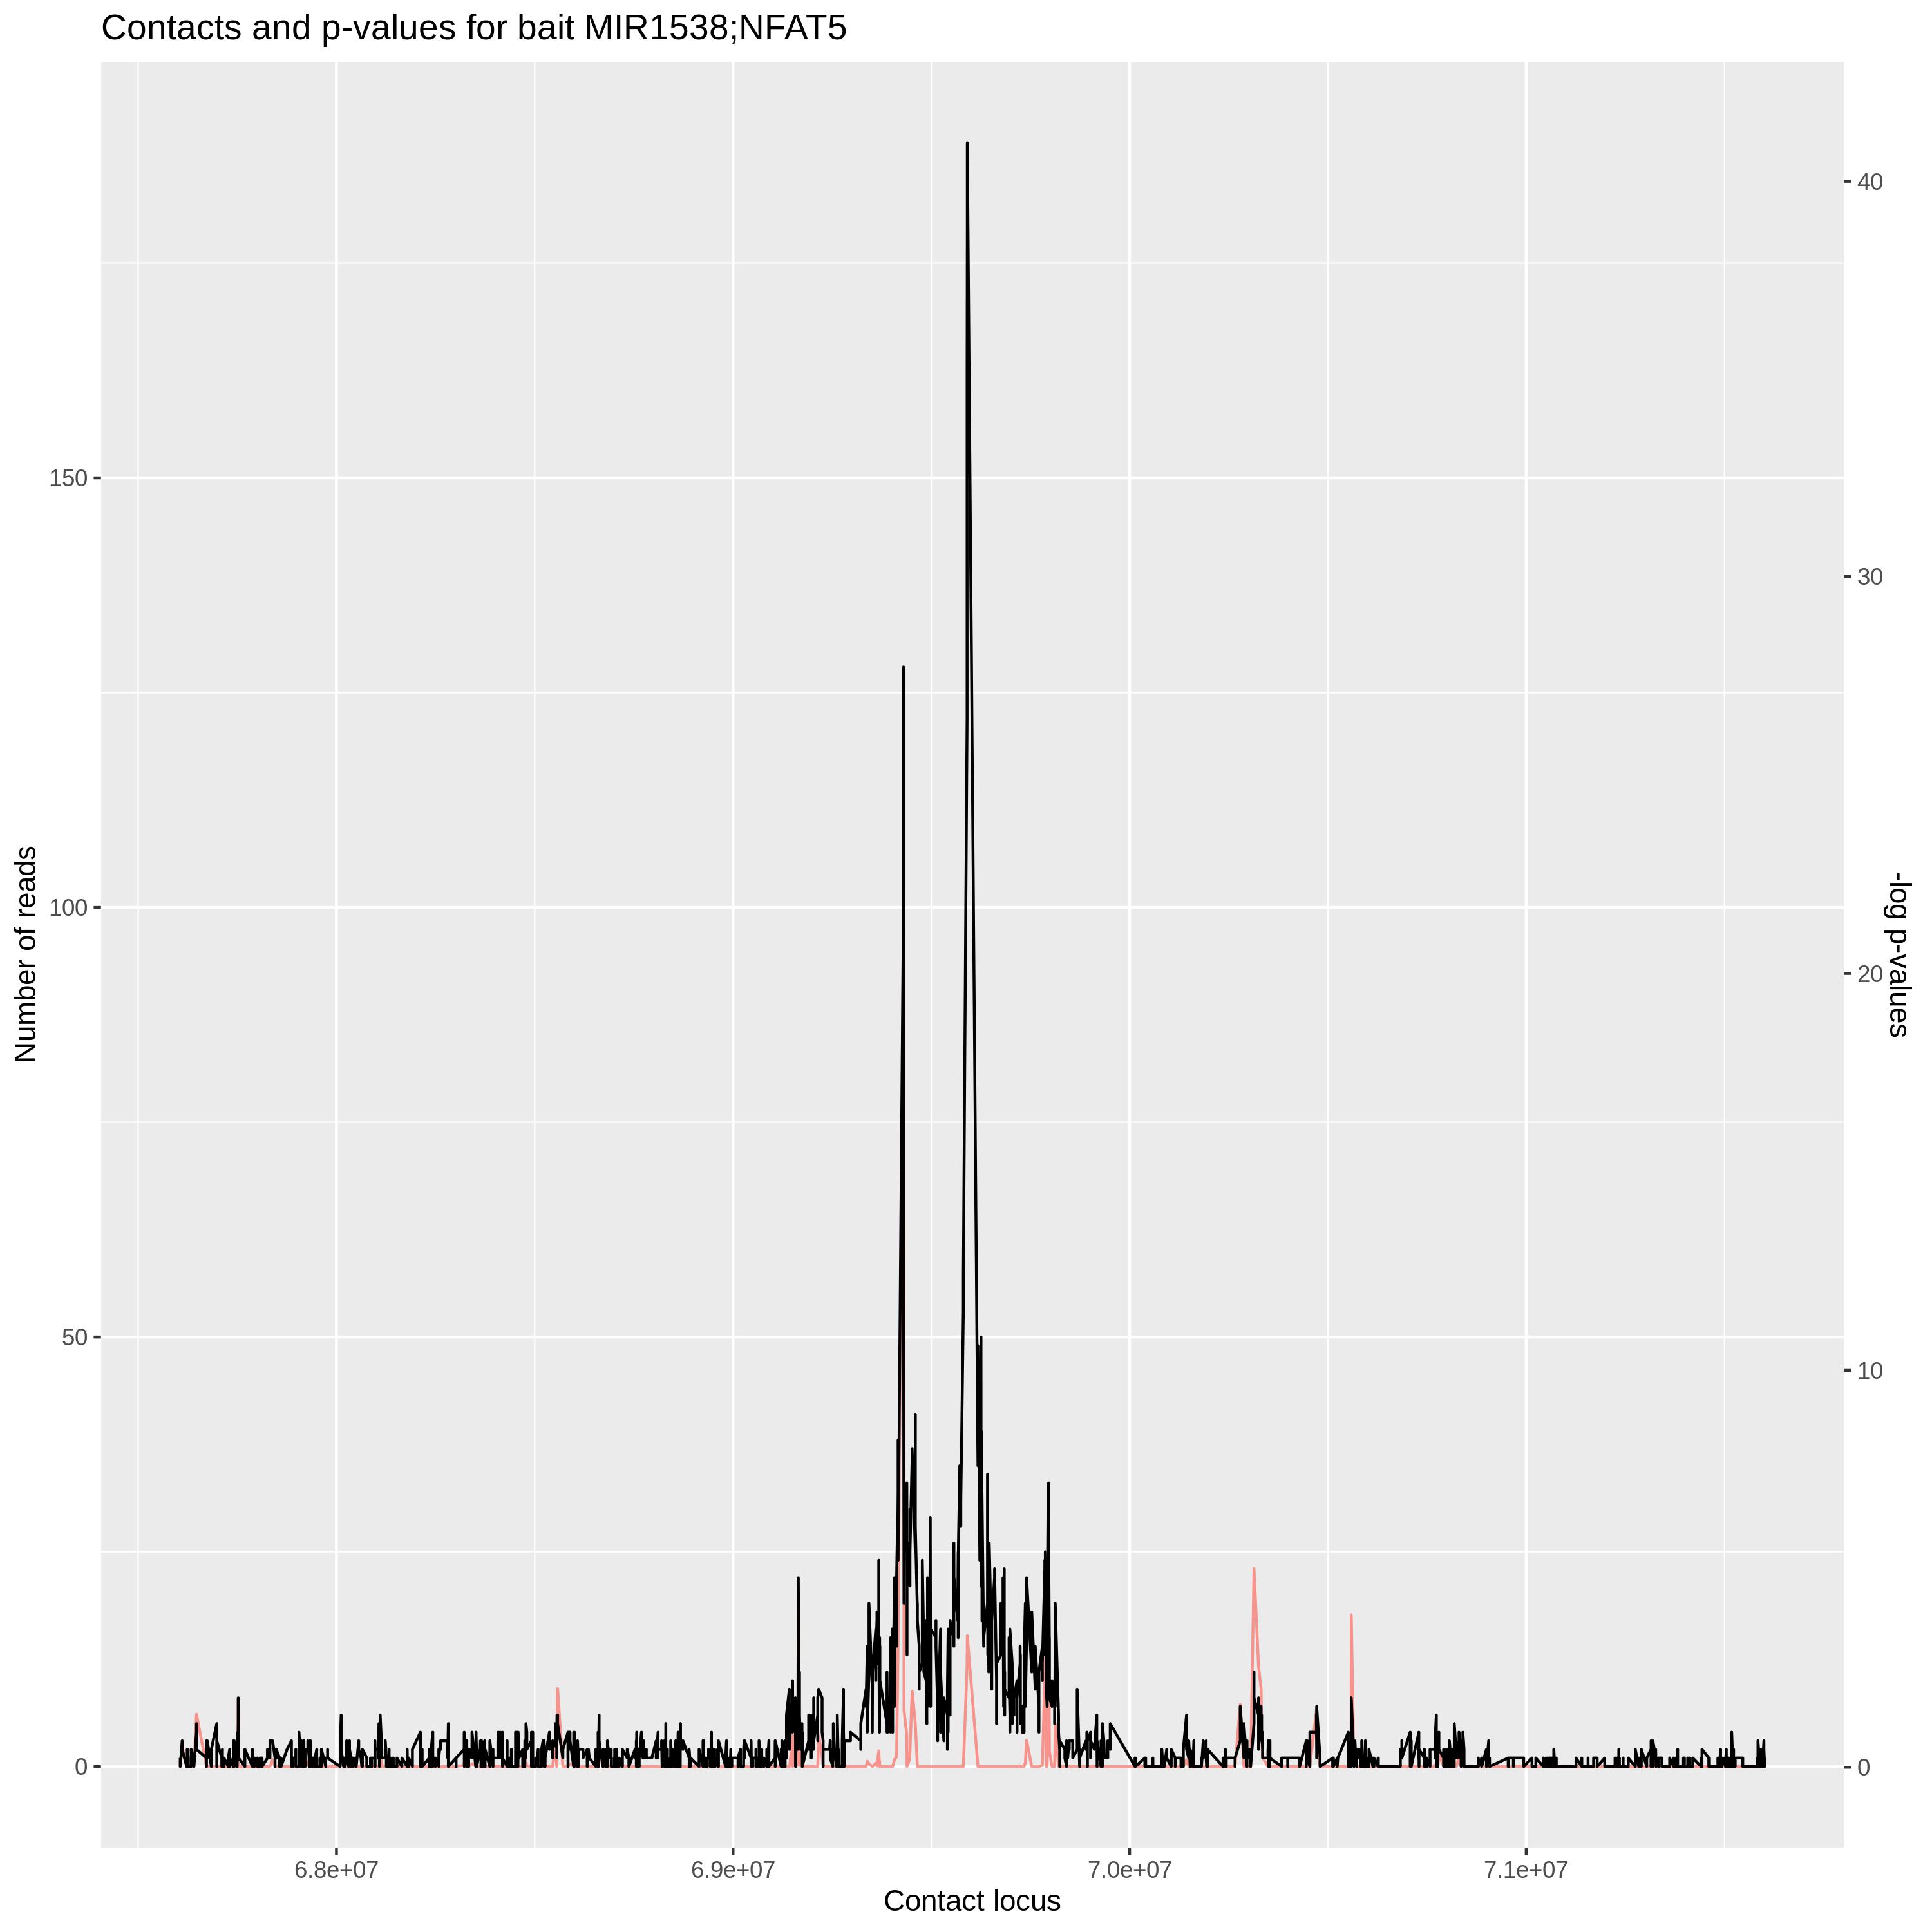 Contacts and p-values for bait MIR1538;NFAT5
Number of reads
150
100
50
0
40
30
20
10
0
-log p-values
6.8e+07 6.9e+07 7.0e+07 7.1e+07
Contact locus